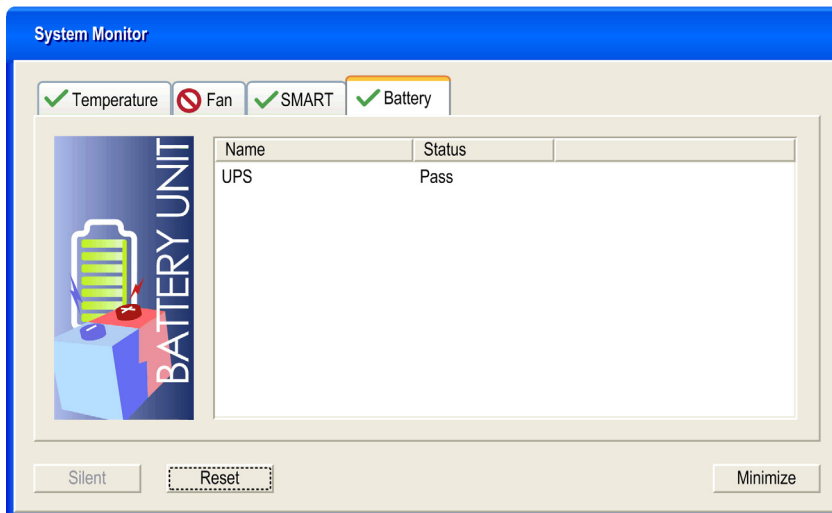 System Monitor
Temperature Fan SMART Battery
BATTERY UNIT
Name Status
UPS Pass
Silent Reset Minimize